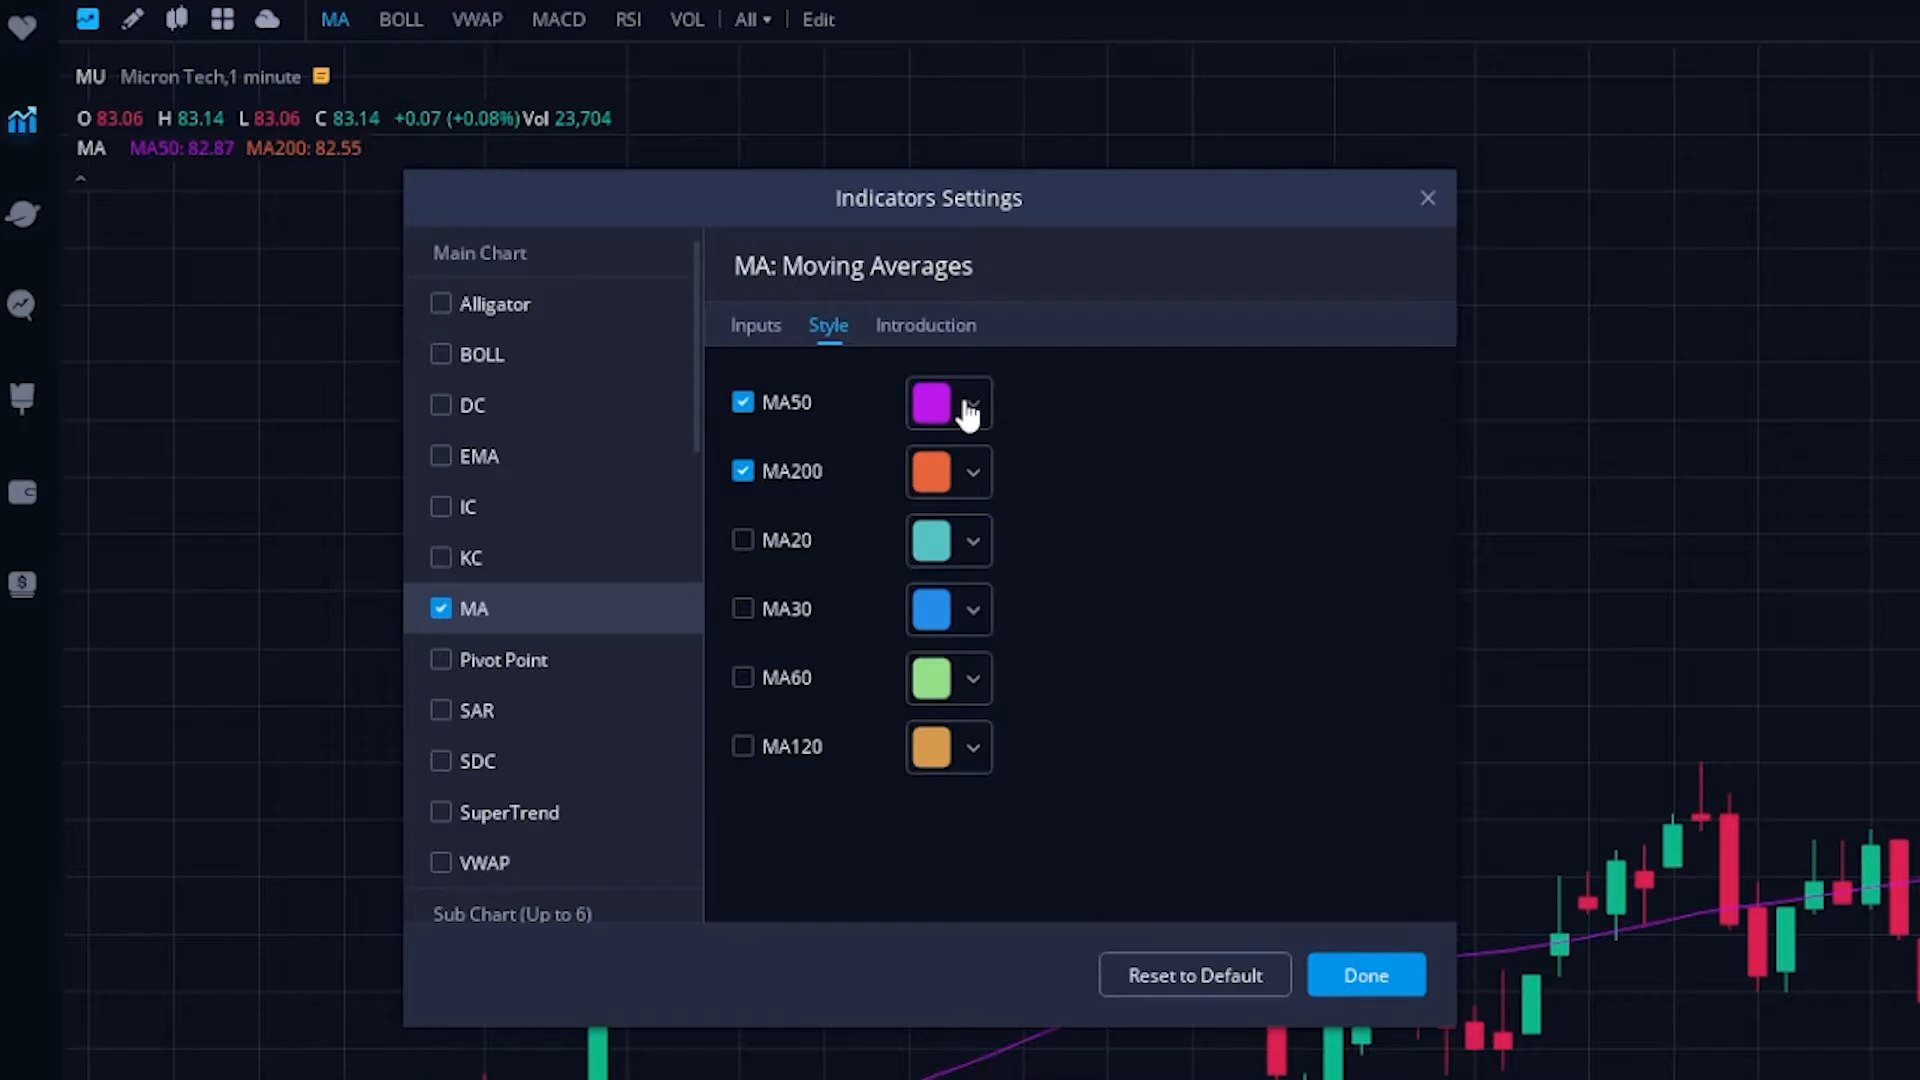 MA BOLL VWAP MACD RSI VOL All Edit
MU Micron Tech,1 minute
O 83.06 H 83.14 L 83.06 C 83.14 +0.07 (+0.08%) Vol 23,704
MA MA50: 82.87 MA200: 82.55
Indicators Settings
Main Chart
Alligator
BOLL
DC
EMA
IC
KC
MA
Pivot Point
SAR
SDC
SuperTrend
VWAP
Sub Chart (Up to 6)
MA: Moving Averages
Inputs Style Introduction
MA50
MA200
MA20
MA30
MA60
MA120
Reset to Default Done